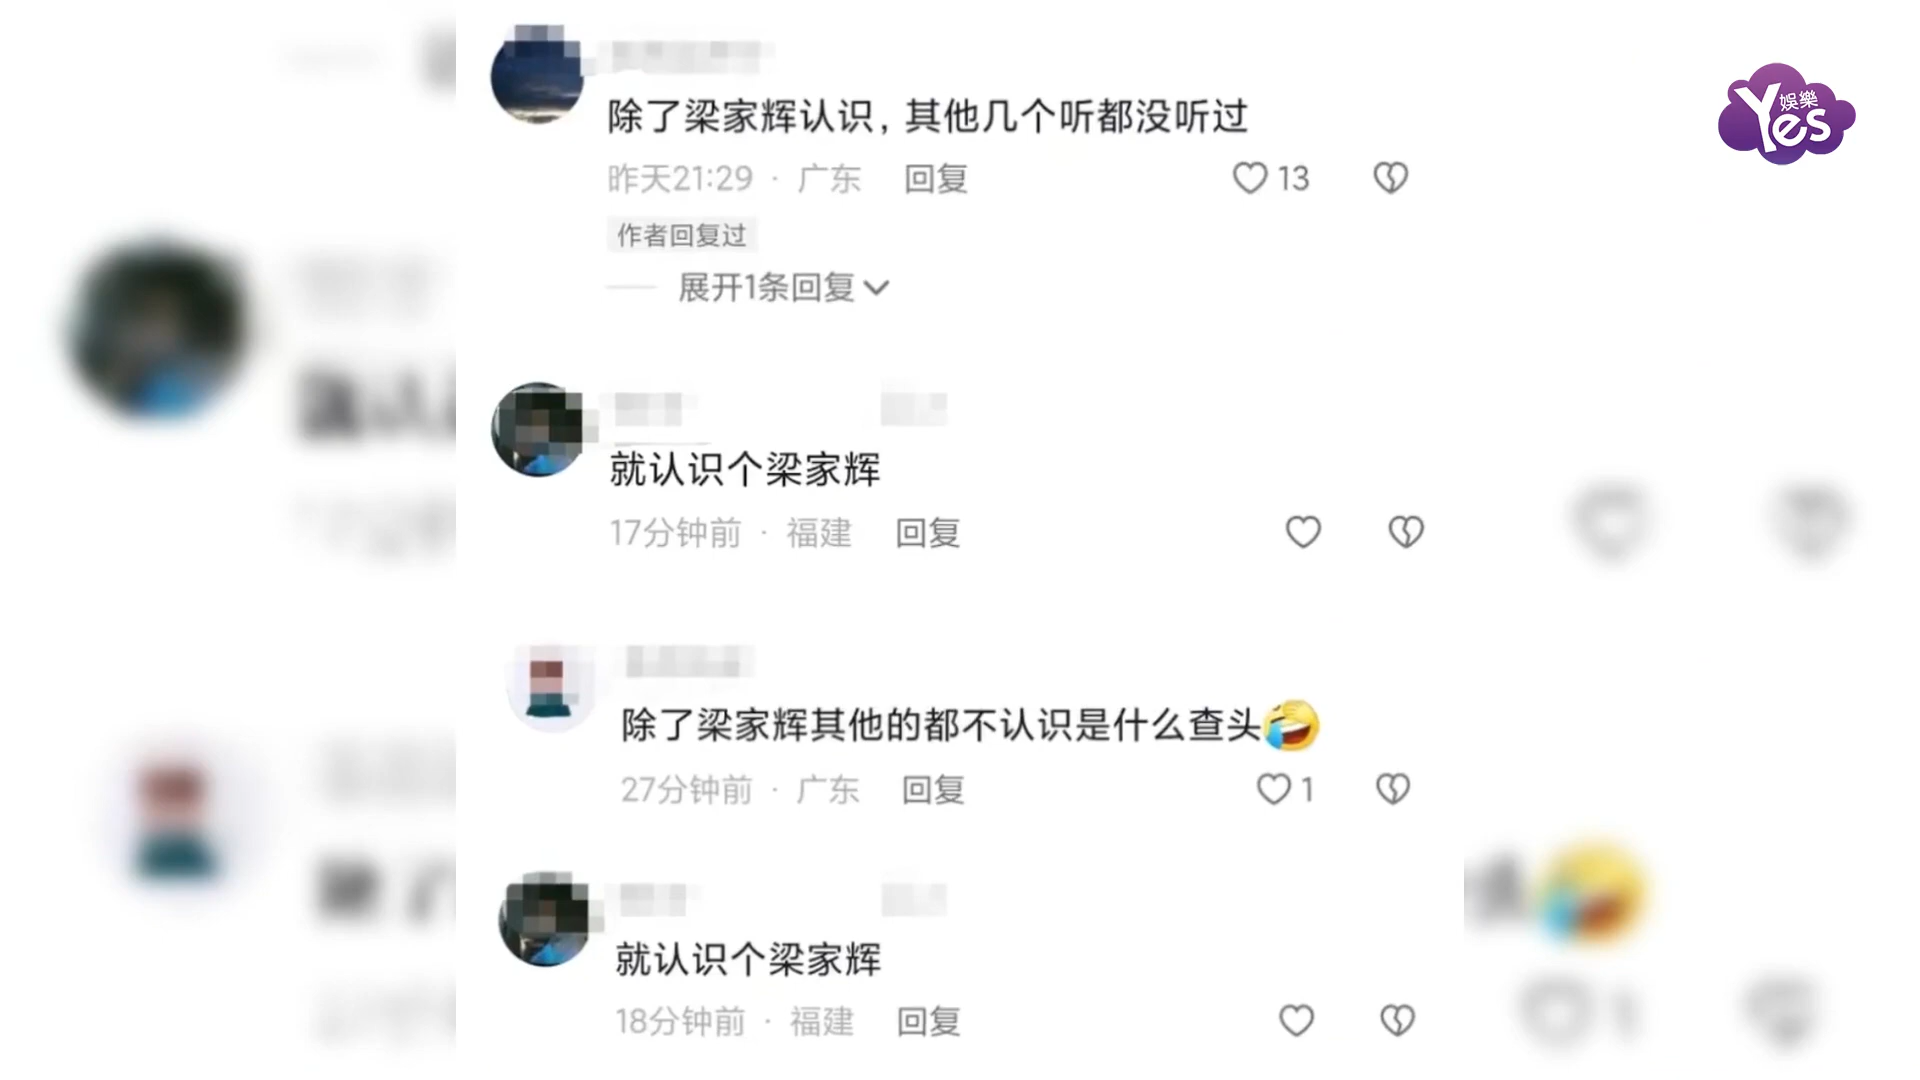 除了梁家辉认识，其他几个听都没听过
昨天21:29 · 广东 回复 13
作者回复过
展开1条回复
就认识个梁家辉
17分钟前 · 福建 回复
除了梁家辉其他的都不认识是什么查头🤣
27分钟前 · 广东 回复 1
就认识个梁家辉
18分钟前 · 福建 回复
Yes 娛樂